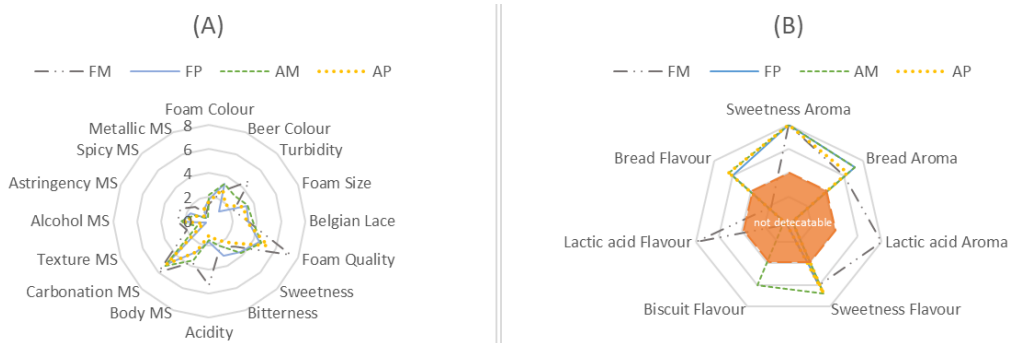 (A)
FM FP AM AP
Foam Colour
Beer Colour
Turbidity
Foam Size
Belgian Lace
Foam Quality
Sweetness
Bitterness
Acidity
Body MS
Carbonation MS
Texture MS
Alcohol MS
Astringency MS
Spicy MS
Metallic MS
8
6
4
2
0
(B)
FM FP AM AP
Sweetness Aroma
Bread Aroma
Lactic acid Aroma
Sweetness Flavour
Biscuit Flavour
Lactic acid Flavour
Bread Flavour
not detecatable